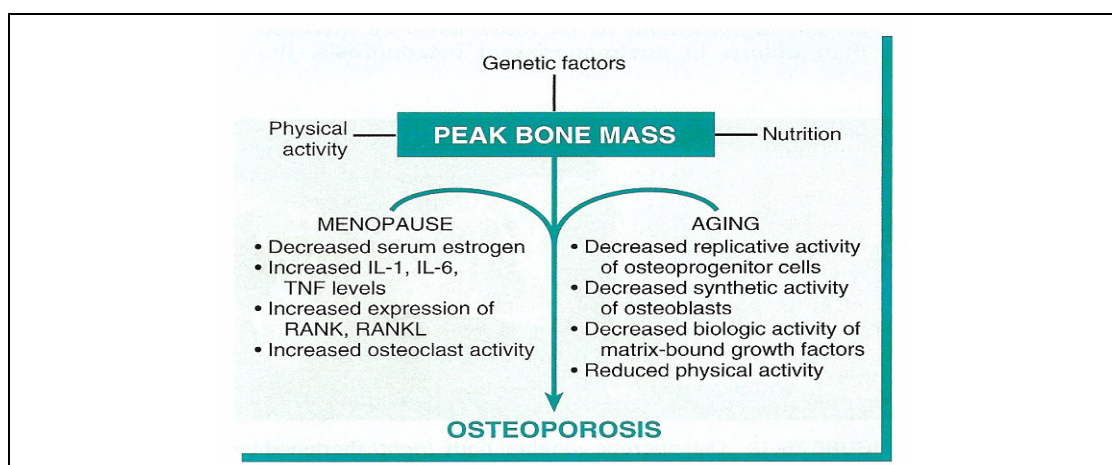 Genetic factors
Physical
activity
PEAK BONE MASS
Nutrition
MENOPAUSE
• Decreased serum estrogen
• Increased IL-1, IL-6,
TNF levels
• Increased expression of
RANK, RANKL
• Increased osteoclast activity
AGING
• Decreased replicative activity
of osteoprogenitor cells
• Decreased synthetic activity
of osteoblasts
• Decreased biologic activity of
matrix-bound growth factors
• Reduced physical activity
OSTEOPOROSIS